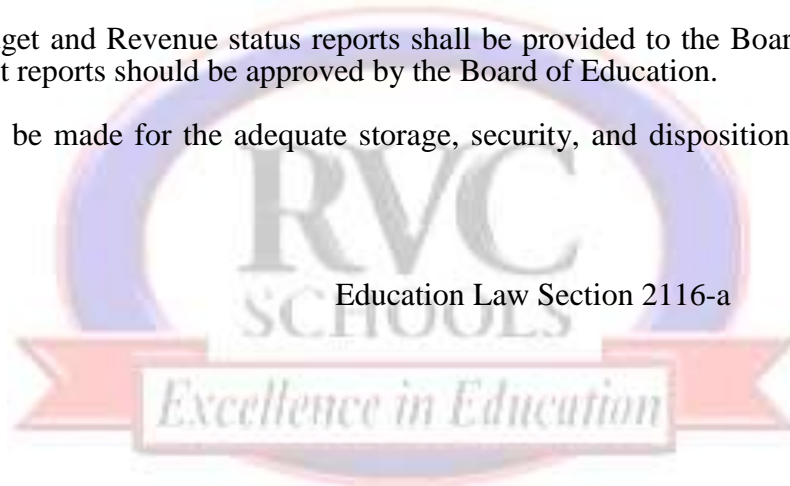 get and Revenue status reports shall be provided to the Boar
t reports should be approved by the Board of Education.
be made for the adequate storage, security, and disposition
RVC
Education Law Section 2116-a
SCHOOLS
Excellence in Education